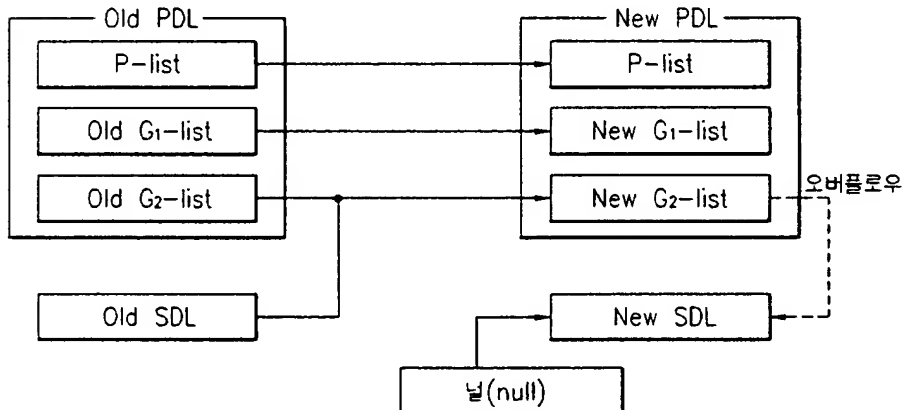 Old PDL
New PDL
P-list
P-list
Old G₁-list
New G₁-list
Old G₂-list
New G₂-list
오버플로우
Old SDL
New SDL
널(null)